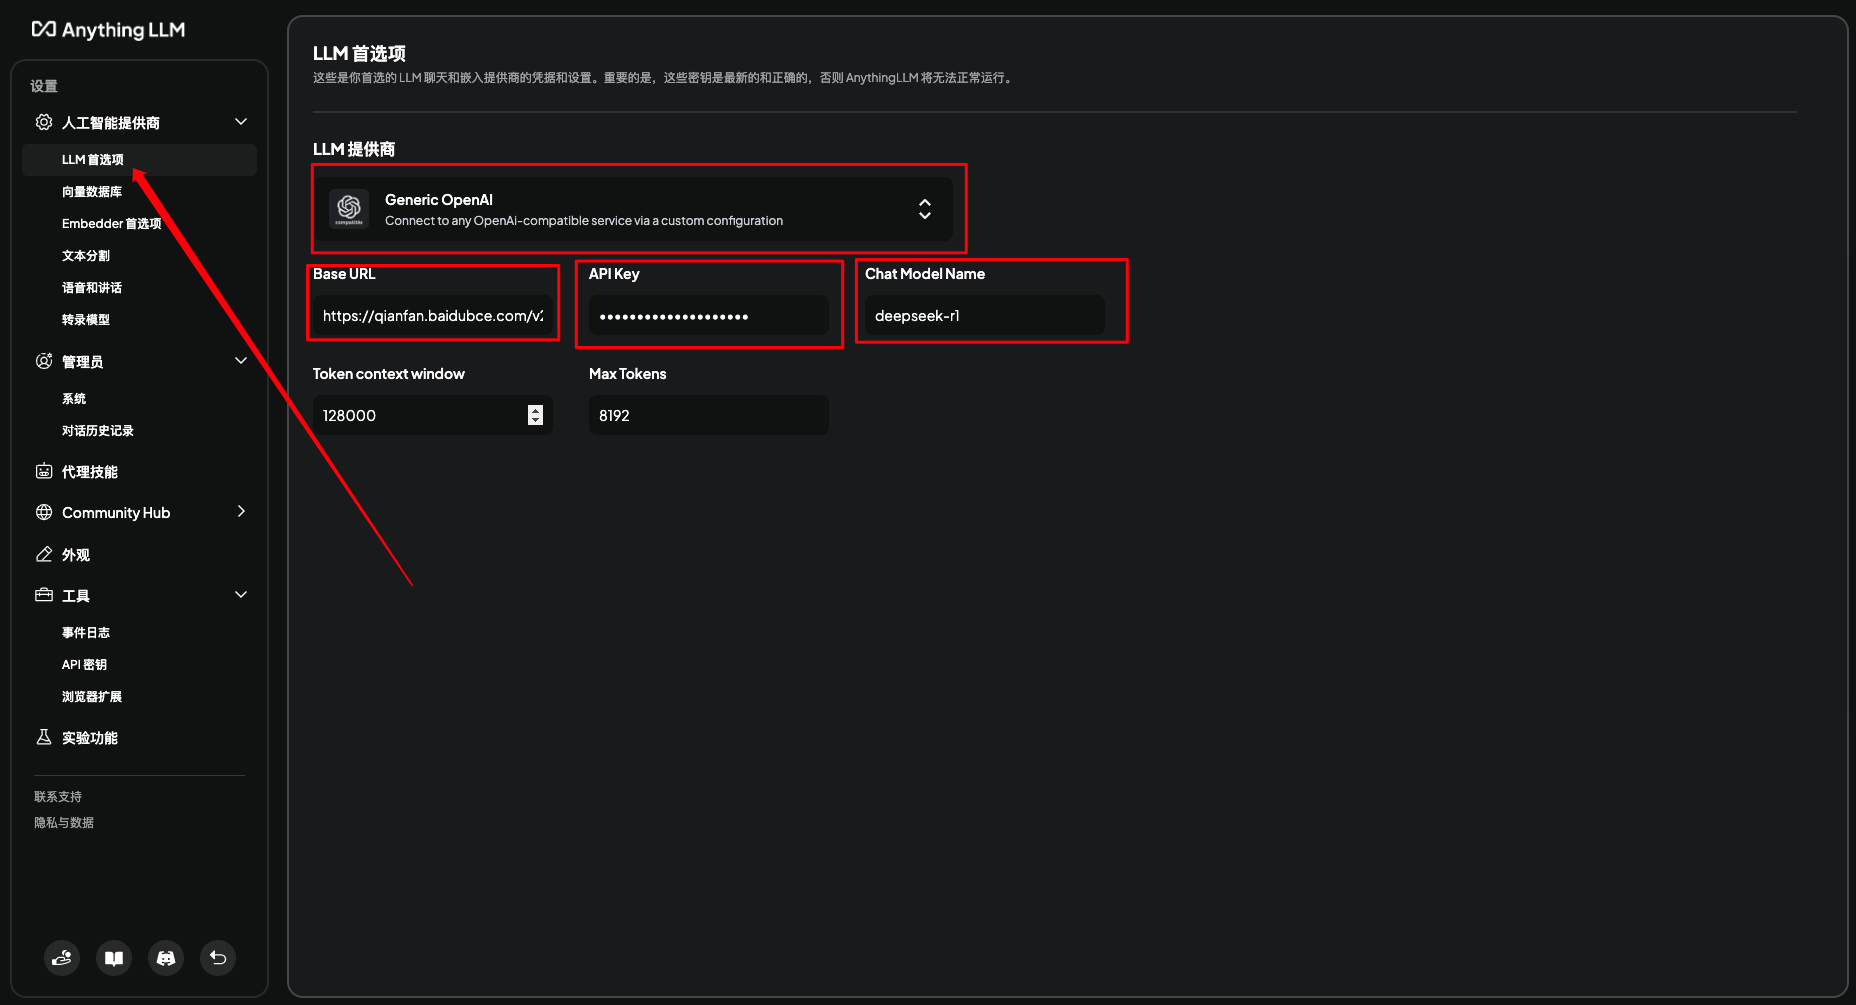 Anything LLM
设置
人工智能提供商
LLM 首选项
向量数据库
Embedder 首选项
文本分割
语音和讲话
转录模型
管理员
系统
对话历史记录
代理技能
Community Hub
外观
工具
事件日志
API 密钥
浏览器扩展
实验功能
联系支持
隐私与数据
LLM 首选项
这些是你首选的 LLM 聊天和嵌入提供商的凭据和设置。重要的是，这些密钥是最新的和正确的，否则 AnythingLLM 将无法正常运行。
LLM 提供商
Generic OpenAI
Connect to any OpenAi-compatible service via a custom configuration
Base URL
https://qianfan.baidubce.com/v2
API Key
••••••••••••••••••••
Chat Model Name
deepseek-r1
Token context window
128000
Max Tokens
8192